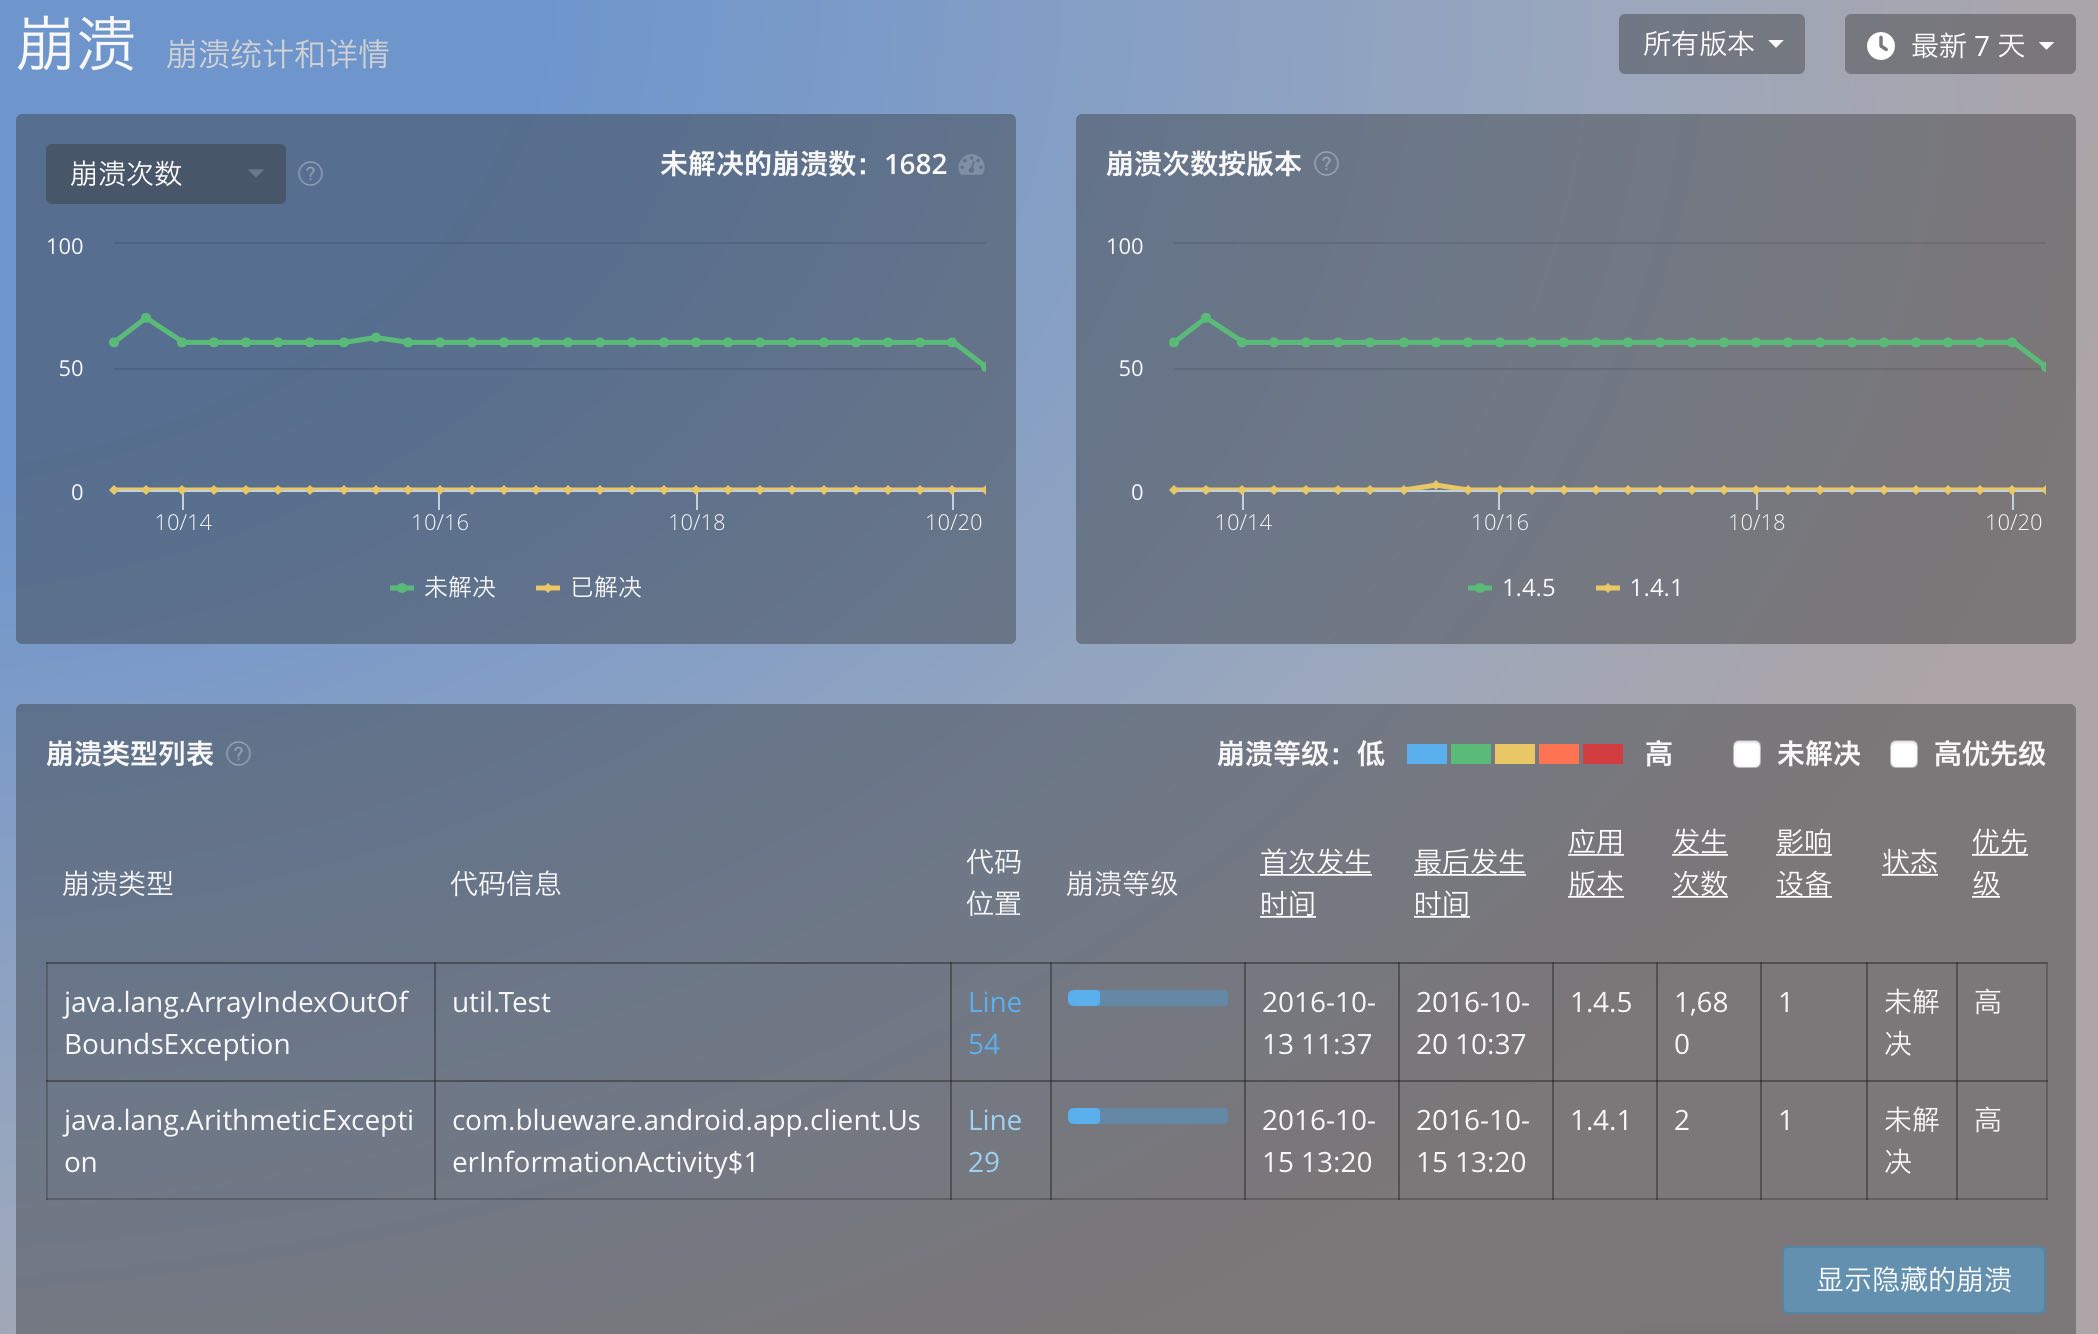 崩溃 崩溃统计和详情
所有版本
最新 7 天
崩溃次数 ?
未解决的崩溃数：1682
100
50
0
10/14 10/16 10/18 10/20
未解决 已解决
崩溃次数按版本 ?
100
50
0
10/14 10/16 10/18 10/20
1.4.5 1.4.1
崩溃类型列表 ?
崩溃等级：低 高
未解决
高优先级
崩溃类型
代码信息
代码
位置
崩溃等级
首次发生
时间
最后发生
时间
应用
版本
发生
次数
影响
设备
状态
优先
级
java.lang.ArrayIndexOutOf
BoundsException
util.Test
Line
54
2016-10-
13 11:37
2016-10-
20 10:37
1.4.5
1,68
0
1
未解
决
高
java.lang.ArithmeticExcepti
on
com.blueware.android.app.client.Us
erInformationActivity$1
Line
29
2016-10-
15 13:20
2016-10-
15 13:20
1.4.1
2
1
未解
决
高
显示隐藏的崩溃